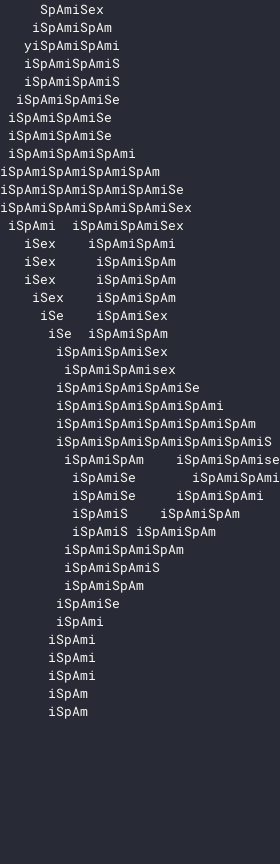 SpAmiSex
iSpAmiSpAm
yiSpAmiSpAmi
iSpAmiSpAmiS
iSpAmiSpAmiS
iSpAmiSpAmiSe
iSpAmiSpAmiSe
iSpAmiSpAmiSe
iSpAmiSpAmiSpAmi
iSpAmiSpAmiSpAmiSpAm
iSpAmiSpAmiSpAmiSpAmiSe
iSpAmiSpAmiSpAmiSpAmiSex
iSpAmi  iSpAmiSpAmiSex
iSex    iSpAmiSpAmi
iSex     iSpAmiSpAm
iSex     iSpAmiSpAm
iSex    iSpAmiSpAm
iSe    iSpAmiSex
iSe  iSpAmiSpAm
iSpAmiSpAmiSex
iSpAmiSpAmisex
iSpAmiSpAmiSpAmiSe
iSpAmiSpAmiSpAmiSpAmi
iSpAmiSpAmiSpAmiSpAmiSpAm
iSpAmiSpAmiSpAmiSpAmiSpAmiS
iSpAmiSpAm    iSpAmiSpAmise
iSpAmiSe       iSpAmiSpAmi
iSpAmiSe     iSpAmiSpAmi
iSpAmiS    iSpAmiSpAm
iSpAmiS iSpAmiSpAm
iSpAmiSpAmiSpAm
iSpAmiSpAmiS
iSpAmiSpAm
iSpAmiSe
iSpAmi
iSpAmi
iSpAmi
iSpAmi
iSpAm
iSpAm